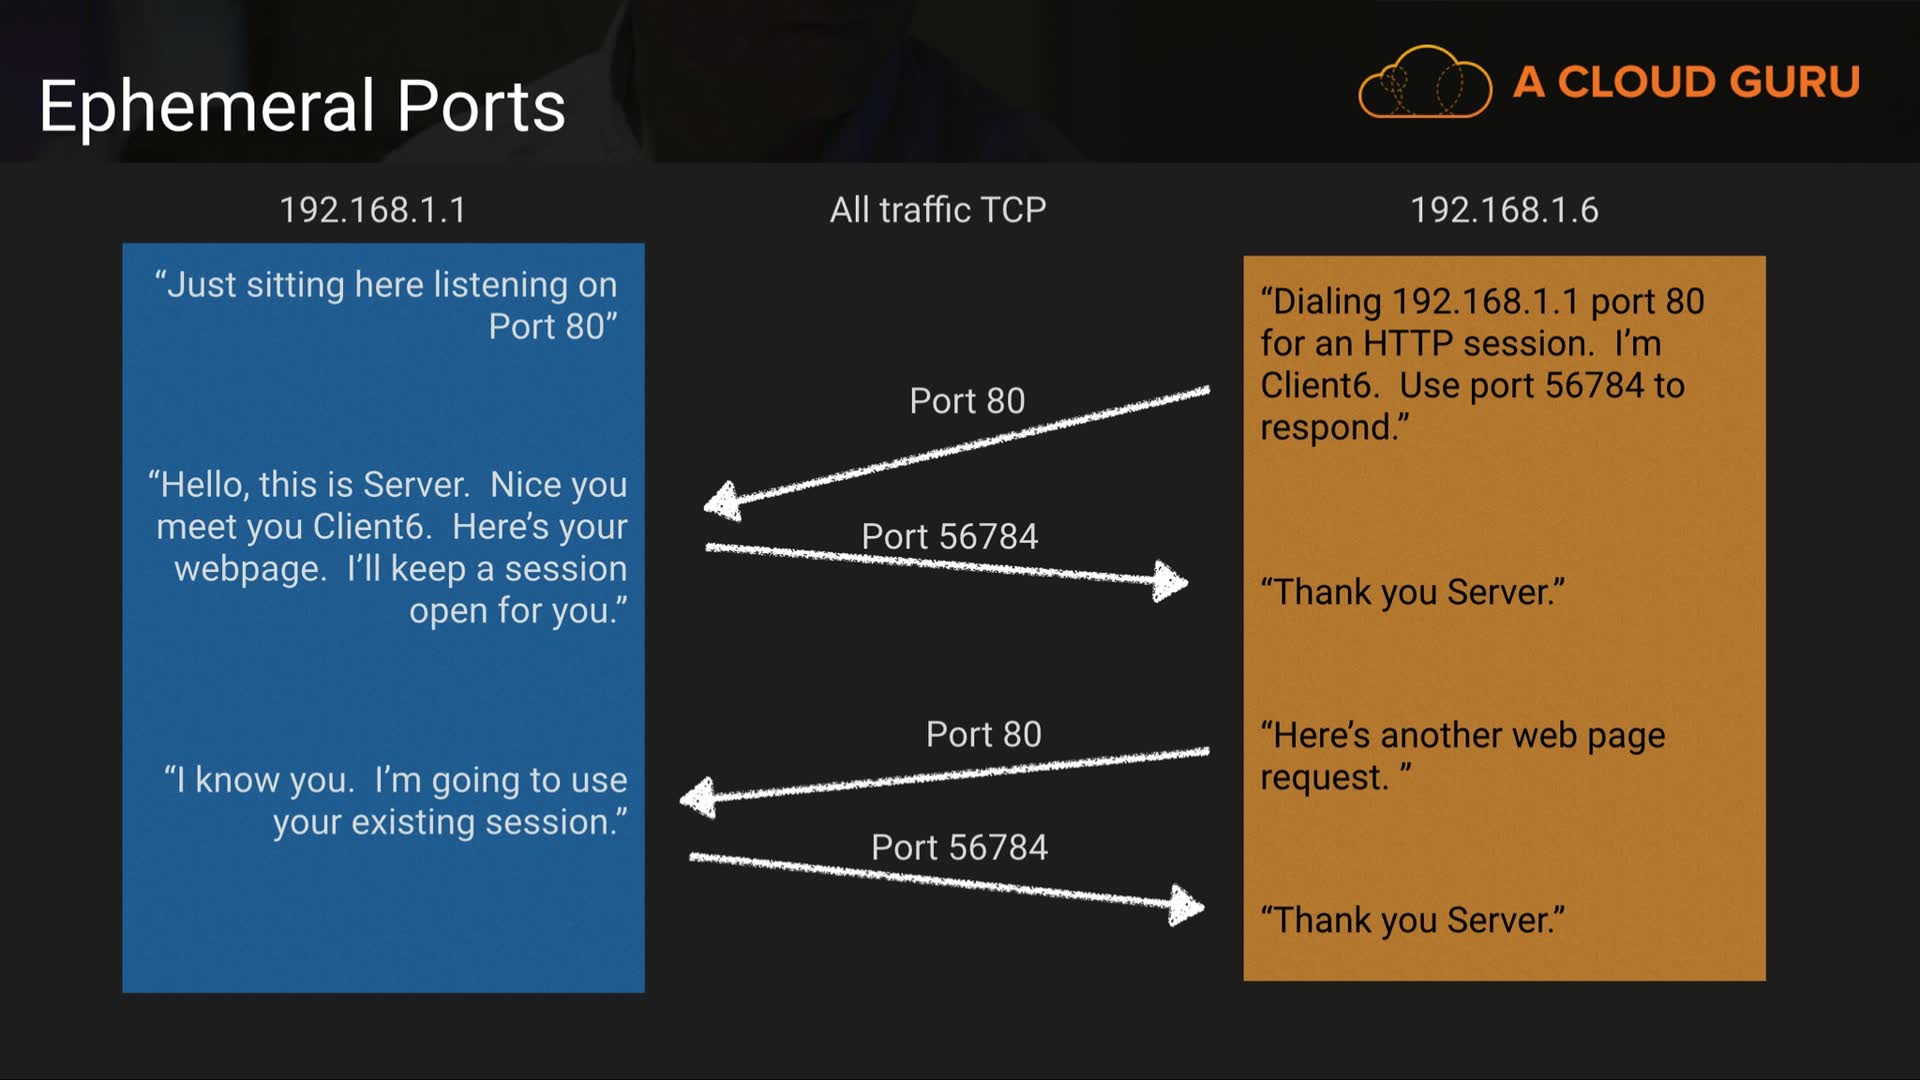 Ephemeral Ports
A CLOUD GURU
192.168.1.1
All traffic TCP
192.168.1.6
“Just sitting here listening on
Port 80”
“Dialing 192.168.1.1 port 80
for an HTTP session.  I’m
Client6.  Use port 56784 to
respond.”
Port 80
“Hello, this is Server.  Nice you
meet you Client6.  Here’s your
webpage.  I’ll keep a session
open for you.”
Port 56784
“Thank you Server.”
Port 80
“Here’s another web page
request. ”
“I know you.  I’m going to use
your existing session.”
Port 56784
“Thank you Server.”